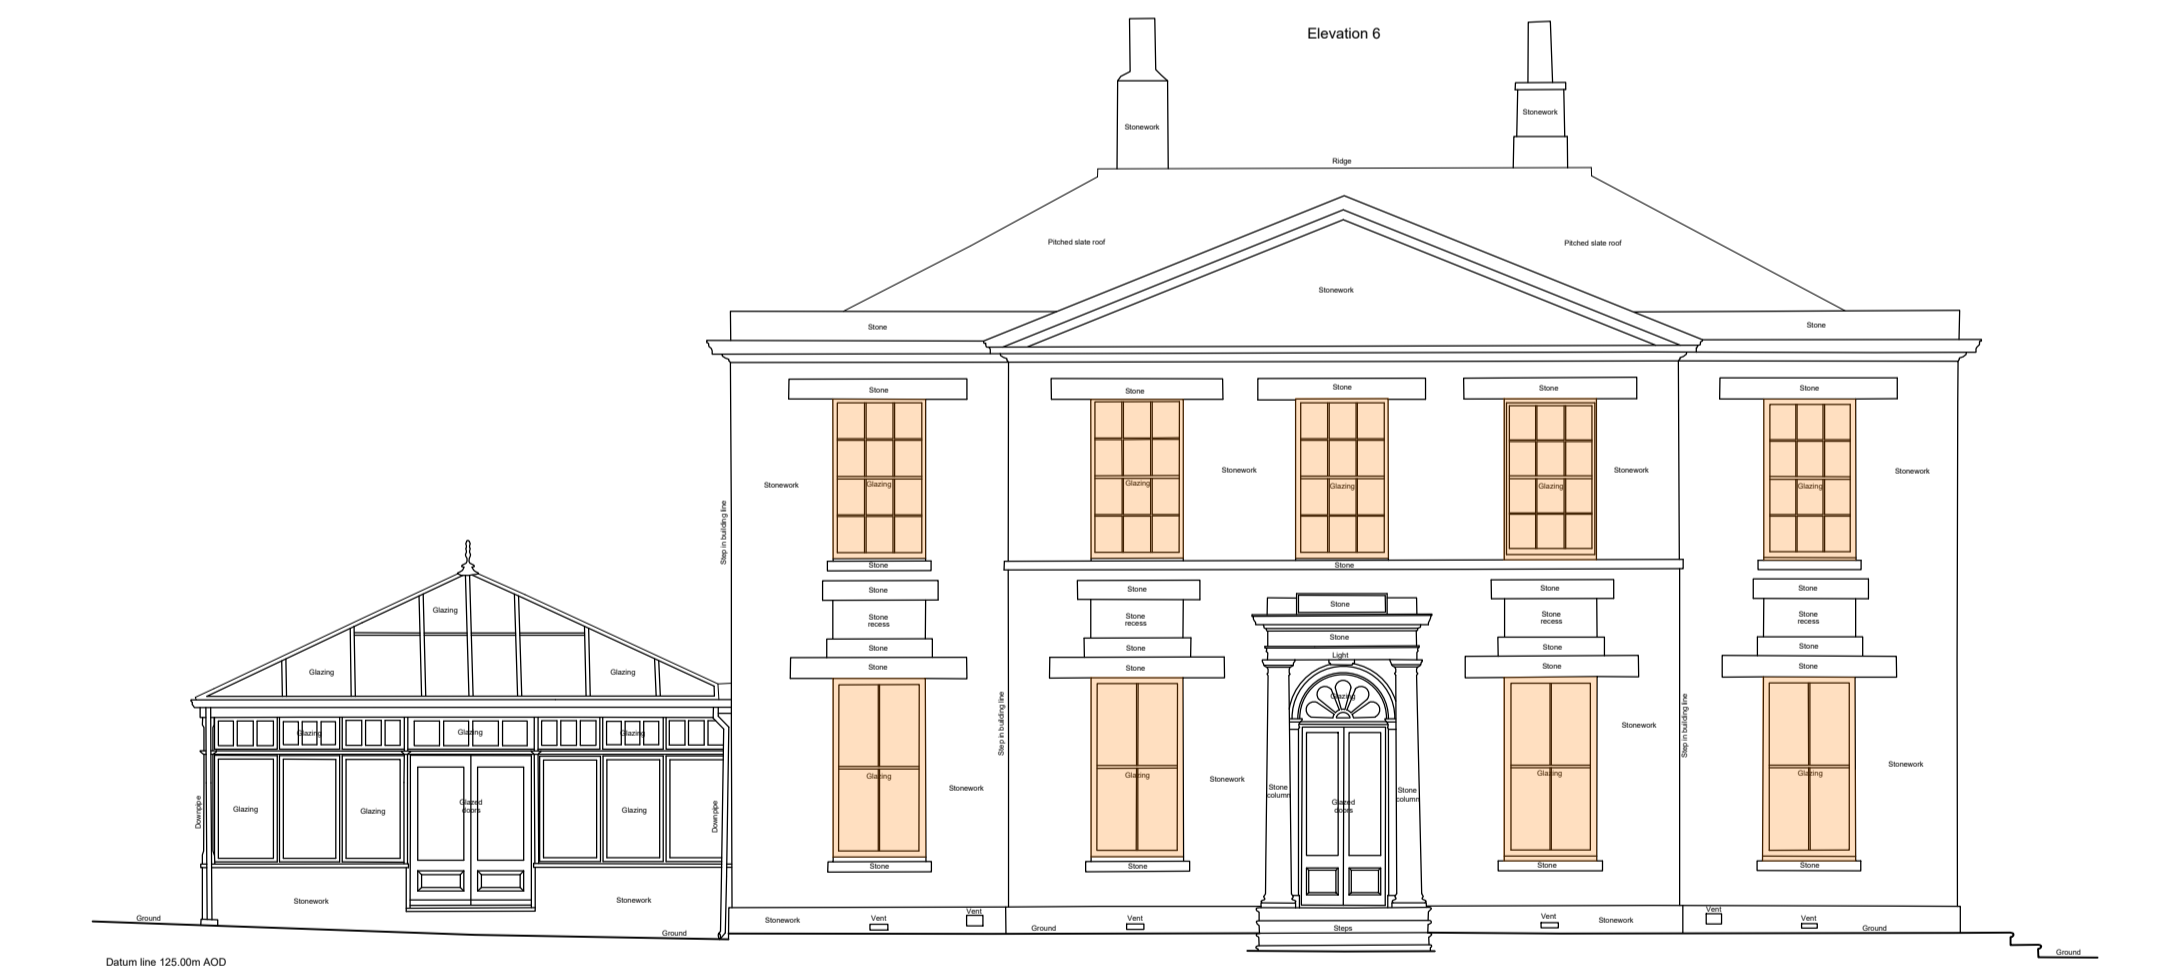 Elevation 6
Stonework
Stonework
Ridge
Pitched slate roof
Pitched slate roof
Stonework
Stone
Stone
Stone
Stone
Stone
Stone
Stone
Stonework
Glazing
Glazing
Stonework
Glazing
Glazing
Stonework
Glazing
Stonework
Step in building line
Stone
Stone
Stone
Stone
Stone
Stone
Stone
recess
Stone
recess
Stone
Stone
recess
Stone
recess
Stone
Stone
Stone
Light
Stone
Stone
Stone
Stone
Stone
Stone
Glazing
Glazing
Glazing
Glazing
Glazing
Glazing
Glazing
Step in building line
Step in building line
Stonework
Glazing
Glazing
Stonework
Glazing
Glazing
Stonework
Stonework
Stone
column
Glazed
doors
Stone
column
Downpipe
Glazing
Glazing
Glazed
doors
Glazing
Downpipe
Stone
Stone
Stone
Stone
Stonework
Stonework
Ground
Ground
Stonework
Vent
Vent
Ground
Vent
Steps
Vent
Stonework
Vent
Vent
Ground
Ground
Datum line 125.00m AOD